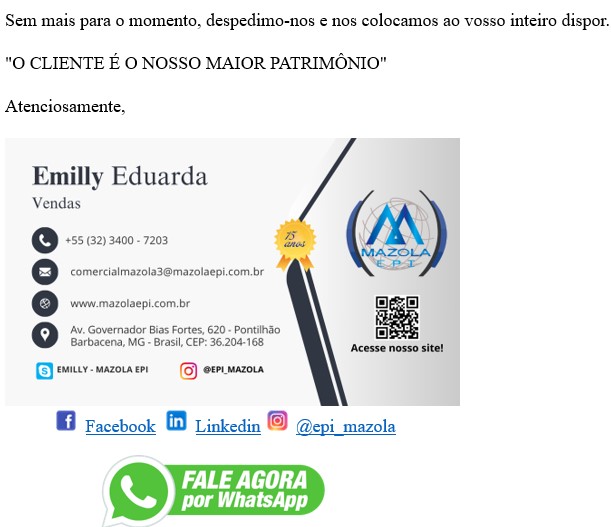 Sem mais para o momento, despedimo-nos e nos colocamos ao vosso inteiro dispor.
"O CLIENTE É O NOSSO MAIOR PATRIMÔNIO"
Atenciosamente,
Emilly Eduarda
Vendas
+55 (32) 3400 - 7203
comercialmazola3@mazolaepi.com.br
www.mazolaepi.com.br
Av. Governador Bias Fortes, 620 - Pontilhão
Barbacena, MG - Brasil, CEP: 36.204-168
EMILLY - MAZOLA EPI
@EPI_MAZOLA
15
anos
MAZOLA
EPI
Acesse nosso site!
Facebook Linkedin @epi_mazola
FALE AGORA
por WhatsApp